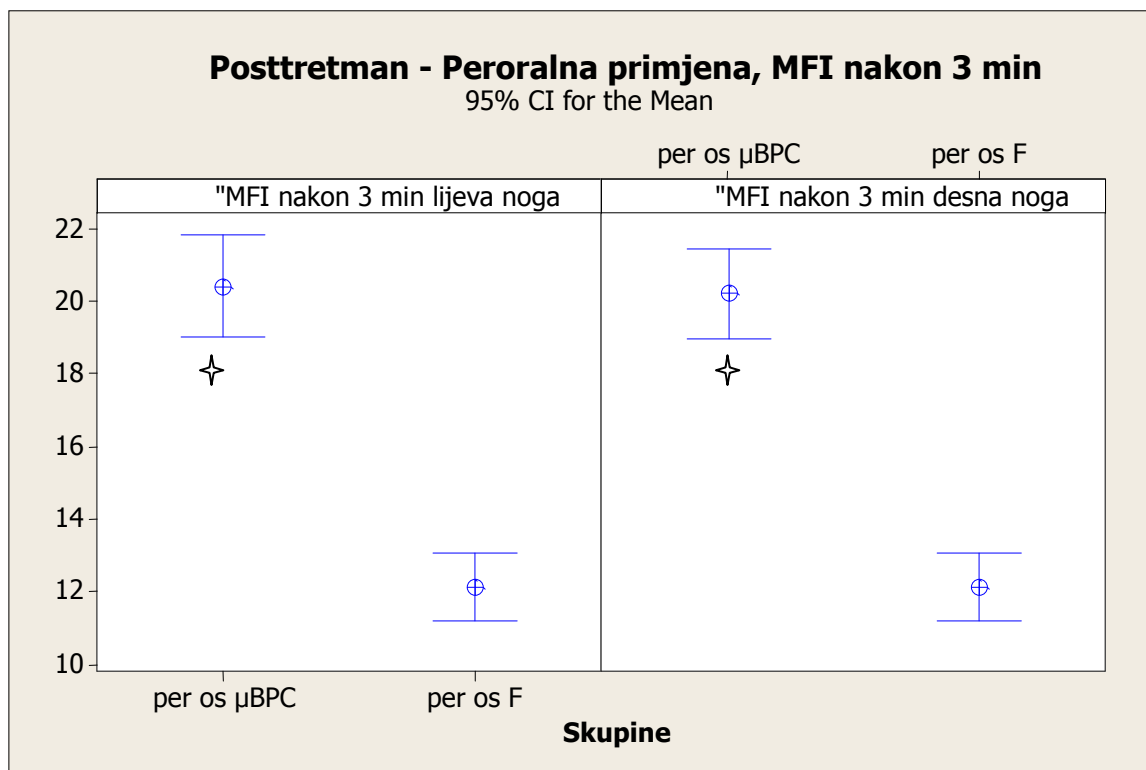 Posttretman - Peroralna primjena, MFI nakon 3 min
95% CI for the Mean
per os µBPC per os F
"MFI nakon 3 min lijeva noga "MFI nakon 3 min desna noga
22
20
18
16
14
12
10
per os µBPC per os F
Skupine